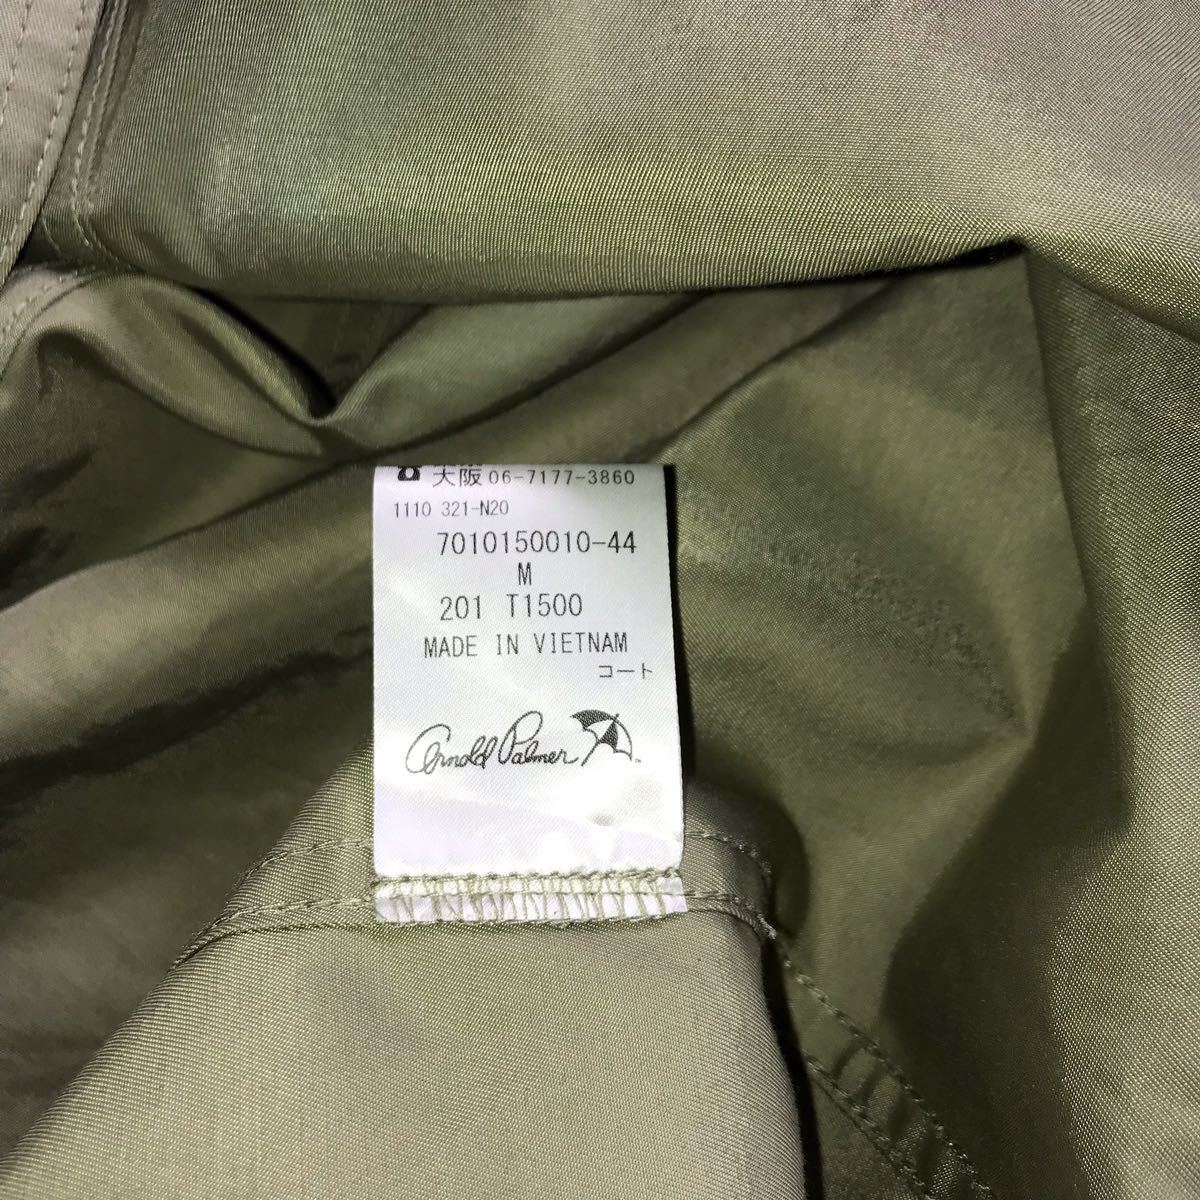 大阪 06-7177-3860
1110 321-N20
7010150010-44
M
201 T1500
MADE IN VIETNAM
コート
Arnold Palmer